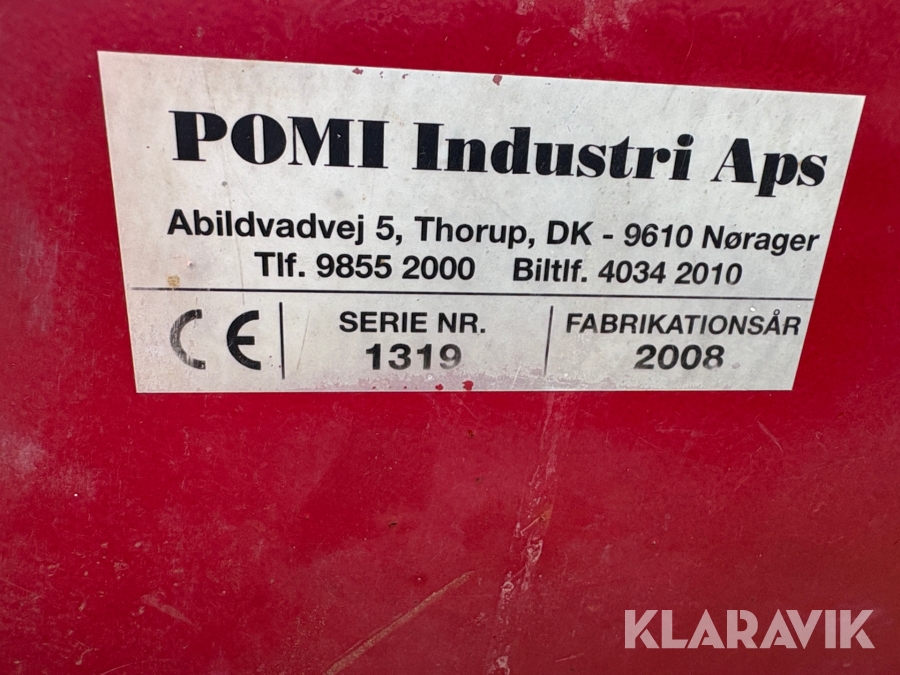 POMI Industri Aps
Abildvadvej 5, Thorup, DK - 9610 Nørager
Tlf. 9855 2000 Biltlf. 4034 2010
CE
SERIE NR.
1319
FABRIKATIONSÅR
2008
KLARAVIK